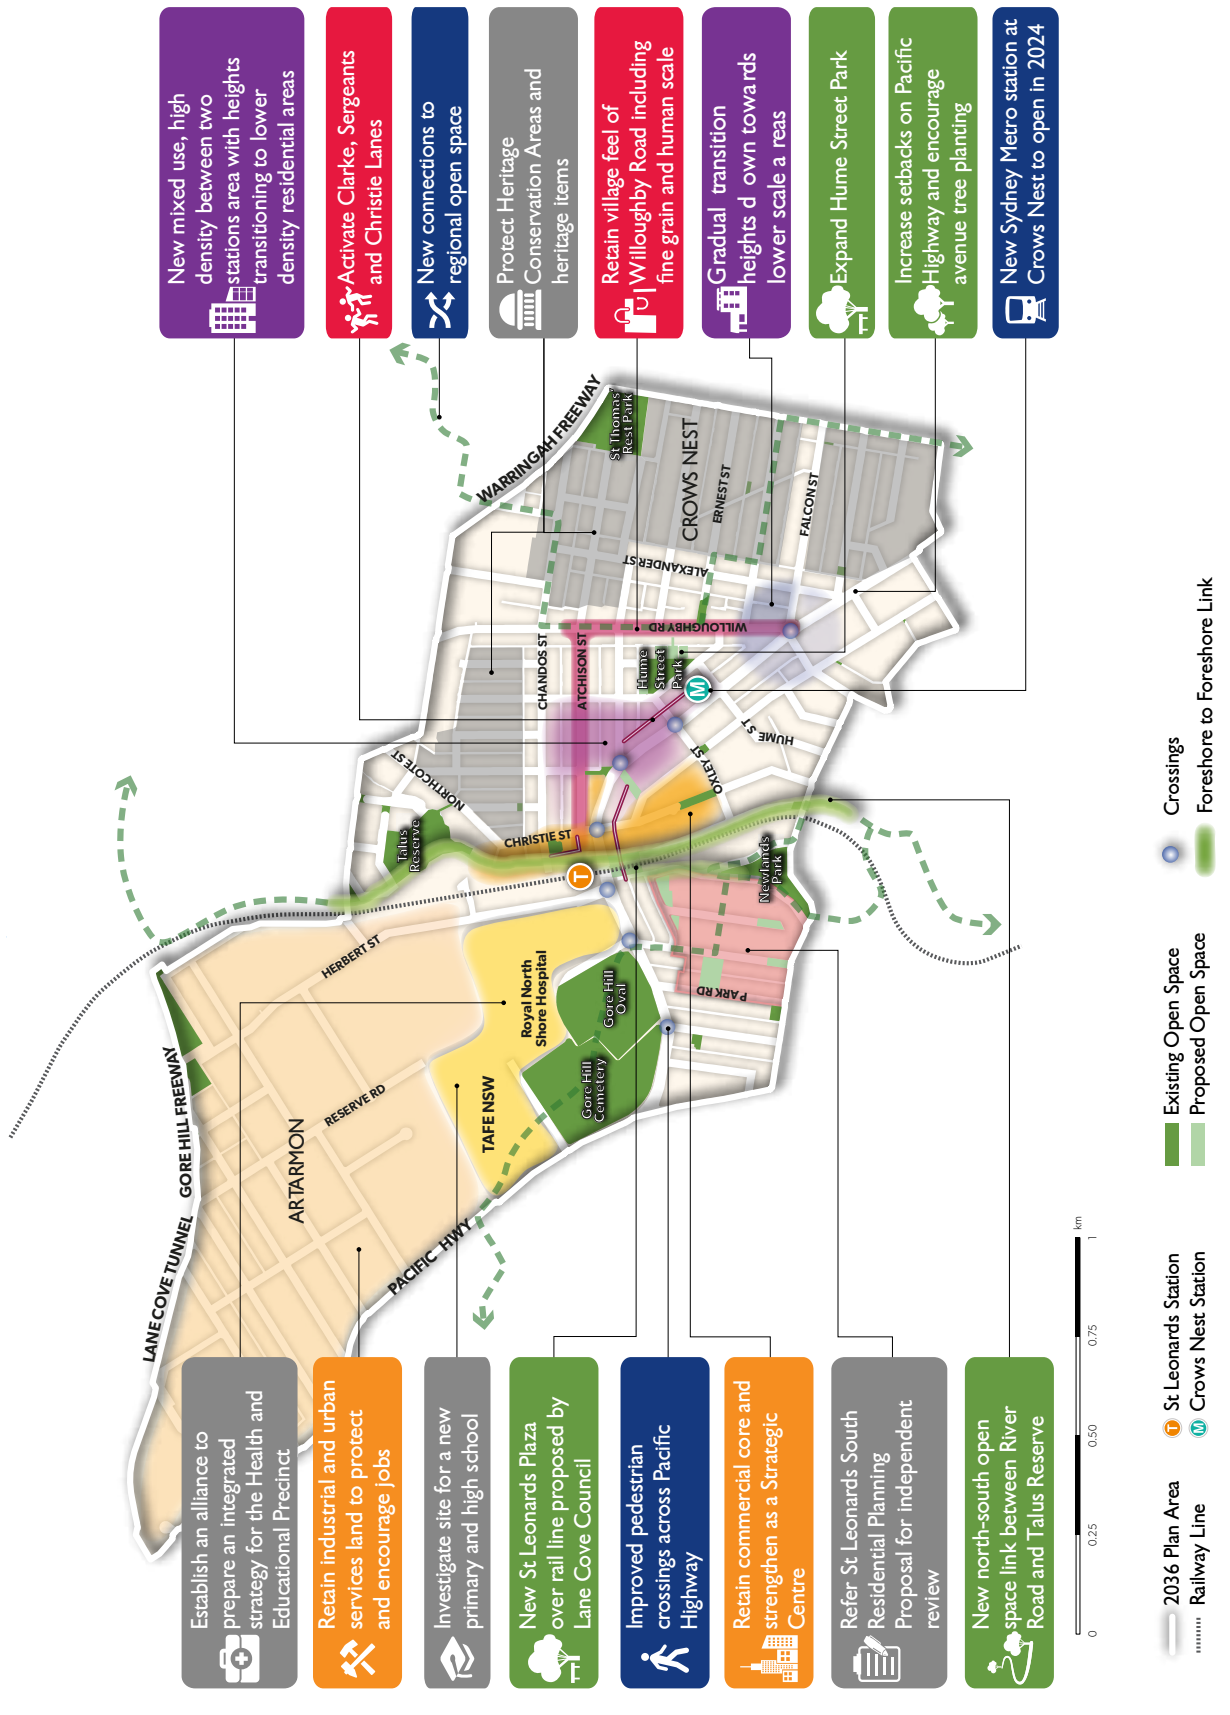 Establish an alliance to
prepare an integrated
strategy for the Health and
Educational Precinct
Retain industrial and urban
services land to protect
and encourage jobs
Investigate site for a new
primary and high school
New St Leonards Plaza
over rail line proposed by
Lane Cove Council
Improved pedestrian
crossings across Pacific
Highway
Retain commercial core and
strengthen as a Strategic
Centre
Refer St Leonards South
Residential Planning
Proposal for independent
review
New north-south open
space link between River
Road and Talus Reserve
LANE COVE TUNNEL
GORE HILL FREEWAY
ARTARMON
RESERVE RD
HERBERT ST
PACIFIC HWY
TAFE NSW
Royal North
Shore Hospital
Gore Hill
Cemetery
Gore Hill
Oval
PARK RD
Newlands
Park
Talus
Reserve
T
CHRISTIE ST
NORTHCOTE ST
CHANDOS ST
ATCHISON ST
OXLEY ST
HUME ST
Hume
Street
Park
M
WILLOUGHBY RD
ALEXANDER ST
WARRINGAH FREEWAY
St Thomas'
Rest Park
CROWS NEST
ERNEST ST
FALCON ST
New mixed use, high
density between two
stations area with heights
transitioning to lower
density residential areas
Activate Clarke, Sergeants
and Christie Lanes
New connections to
regional open space
Protect Heritage
Conservation Areas and
heritage items
Retain village feel of
Willoughby Road including
fine grain and human scale
Gradual transition
heights d own towa rds
lower scale a reas
Expand Hume Street Park
Increase setbacks on Pacific
Highway and encourage
avenue tree planting
New Sydney Metro station at
Crows Nest to open in 2024
0 0.25 0.50 0.75 1 km
2036 Plan Area
Railway Line
T St Leonards Station
M Crows Nest Station
Existing Open Space
Proposed Open Space
Crossings
Foreshore to Foreshore Link